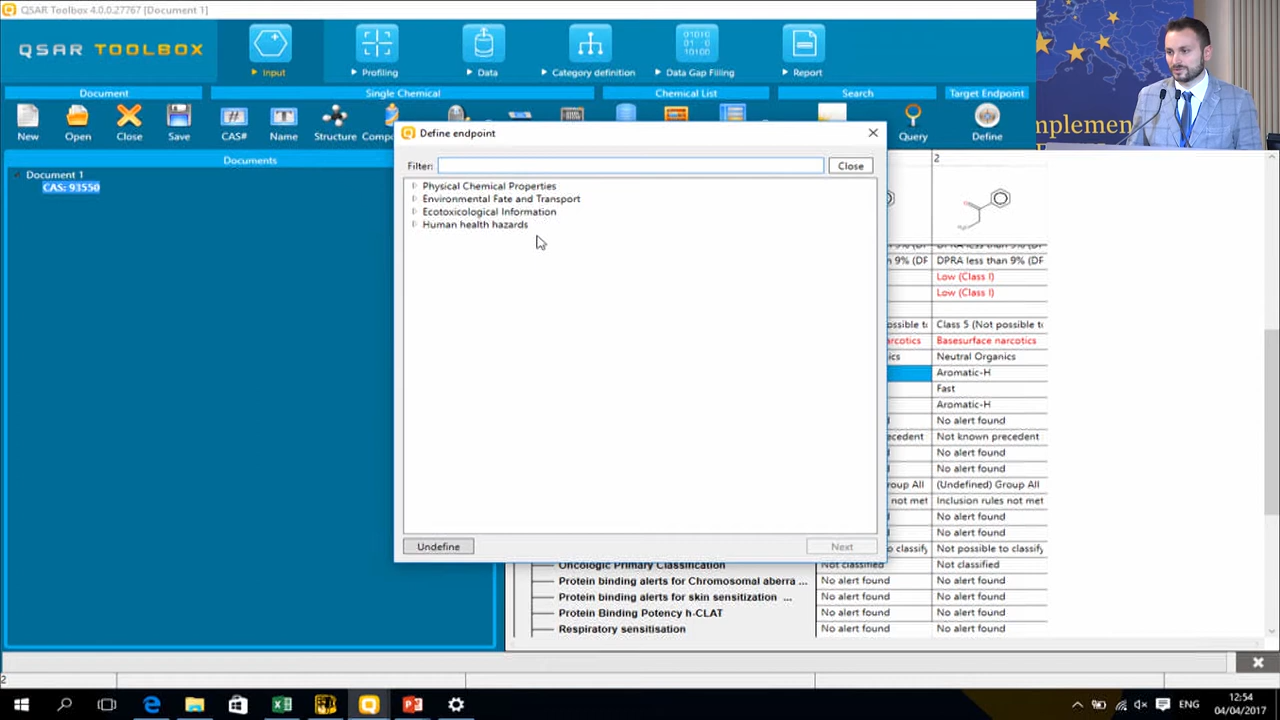 QSAR Toolbox 4.0.0.27767 [Document 1]
QSAR TOOLBOX
Input
Profiling
Data
Category definition
Data Gap Filling
Report
Document
Single Chemical
Chemical List
Search
Target Endpoint
New
Open
Close
Save
CAS#
Name
Structure
Query
Define
Documents
Document 1
CAS: 93550
Define endpoint
Filter:
Close
Physical Chemical Properties
Environmental Fate and Transport
Ecotoxicological Information
Human health hazards
Undefine
Next
2
9% (DF
DPRA less than 9% (DF
Low (Class I)
Low (Class I)
Class 5 (Not possible to
Basesurface narcotics
Neutral Organics
Aromatic-H
Fast
Aromatic-H
No alert found
Not known precedent
No alert found
No alert found
(Undefined) Group All
not met
Inclusion rules not met
No alert found
No alert found
Not possible to classify
Oncologic Primary Classification
Not classified
Not classified
Protein binding alerts for Chromosomal aberra ...
No alert found
No alert found
Protein binding alerts for skin sensitization ...
No alert found
No alert found
Protein Binding Potency h-CLAT
No alert found
No alert found
Respiratory sensitisation
No alert found
No alert found
2
ENG
12:54
04/04/2017
mplemen